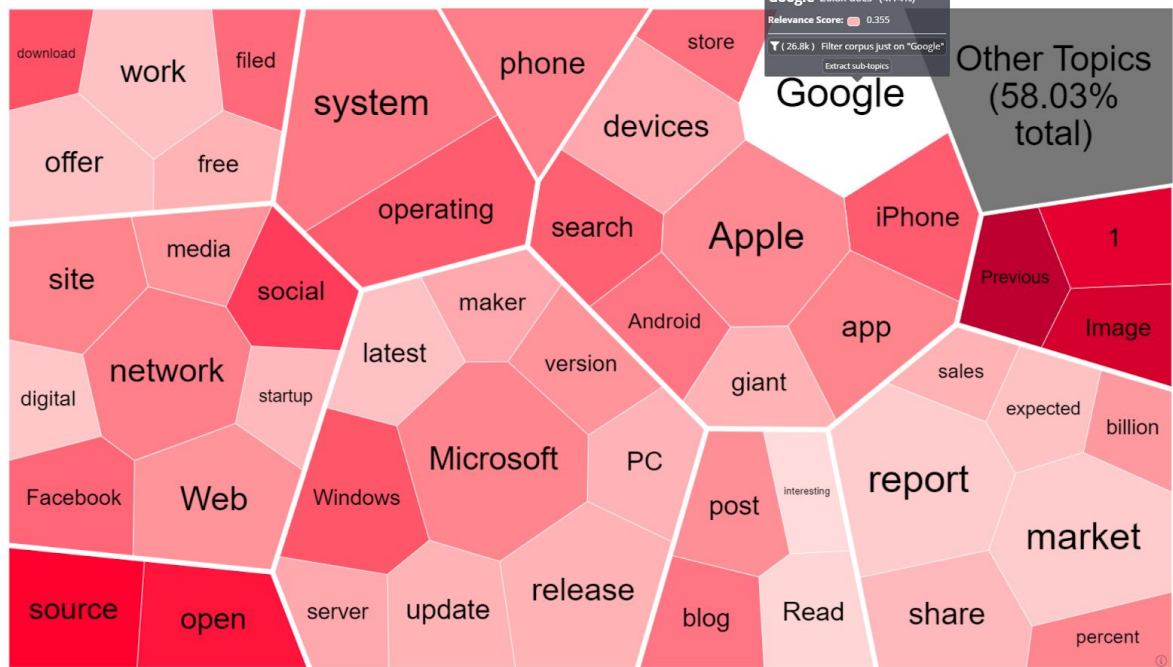 Google
Relevance Score: 0.355
( 26.8k ) Filter corpus just on "Google"
Extract sub-topics
download
work
filed
offer
free
system
phone
operating
store
devices
Google
Other Topics
(58.03%
total)
search
Apple
iPhone
Android
app
giant
Previous
1
Image
site
media
social
network
digital
startup
Facebook
Web
latest
maker
version
Microsoft
PC
Windows
server
update
release
source
open
post
interesting
blog
Read
sales
expected
billion
report
market
share
percent